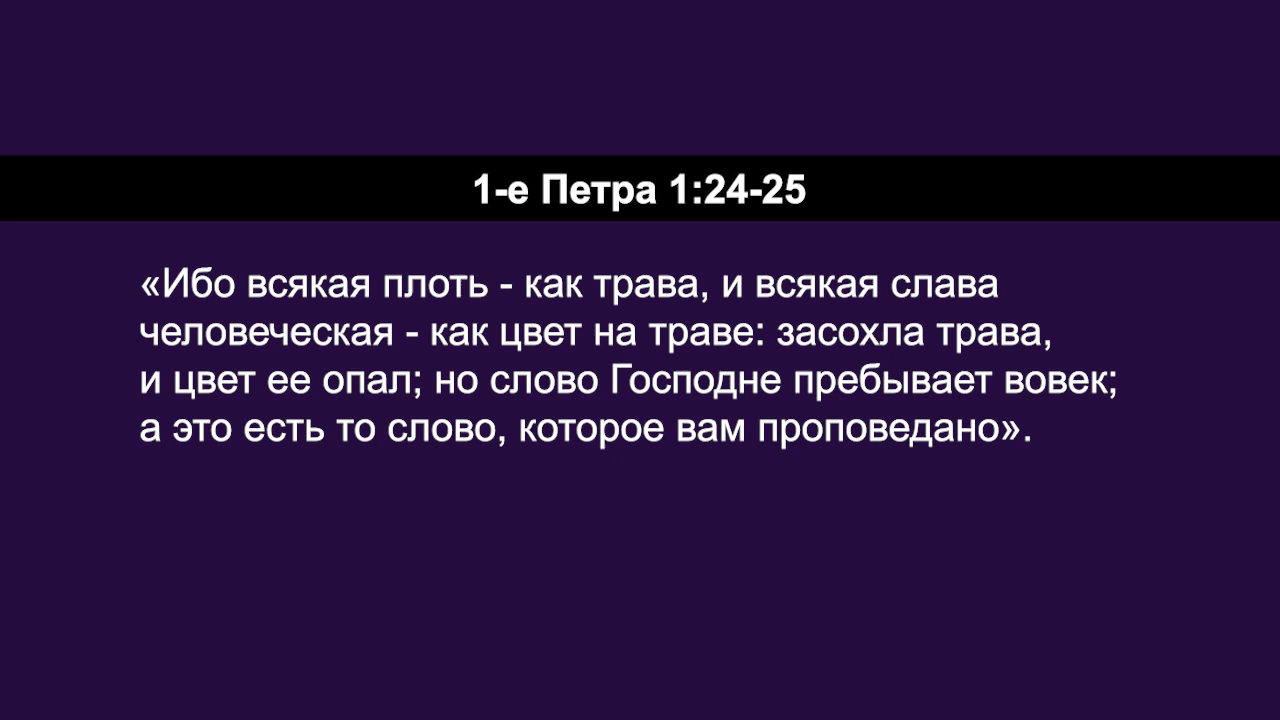 1-е Петра 1:24-25
«Ибо всякая плоть - как трава, и всякая слава
человеческая - как цвет на траве: засохла трава,
и цвет ее опал; но слово Господне пребывает вовек;
а это есть то слово, которое вам проповедано».